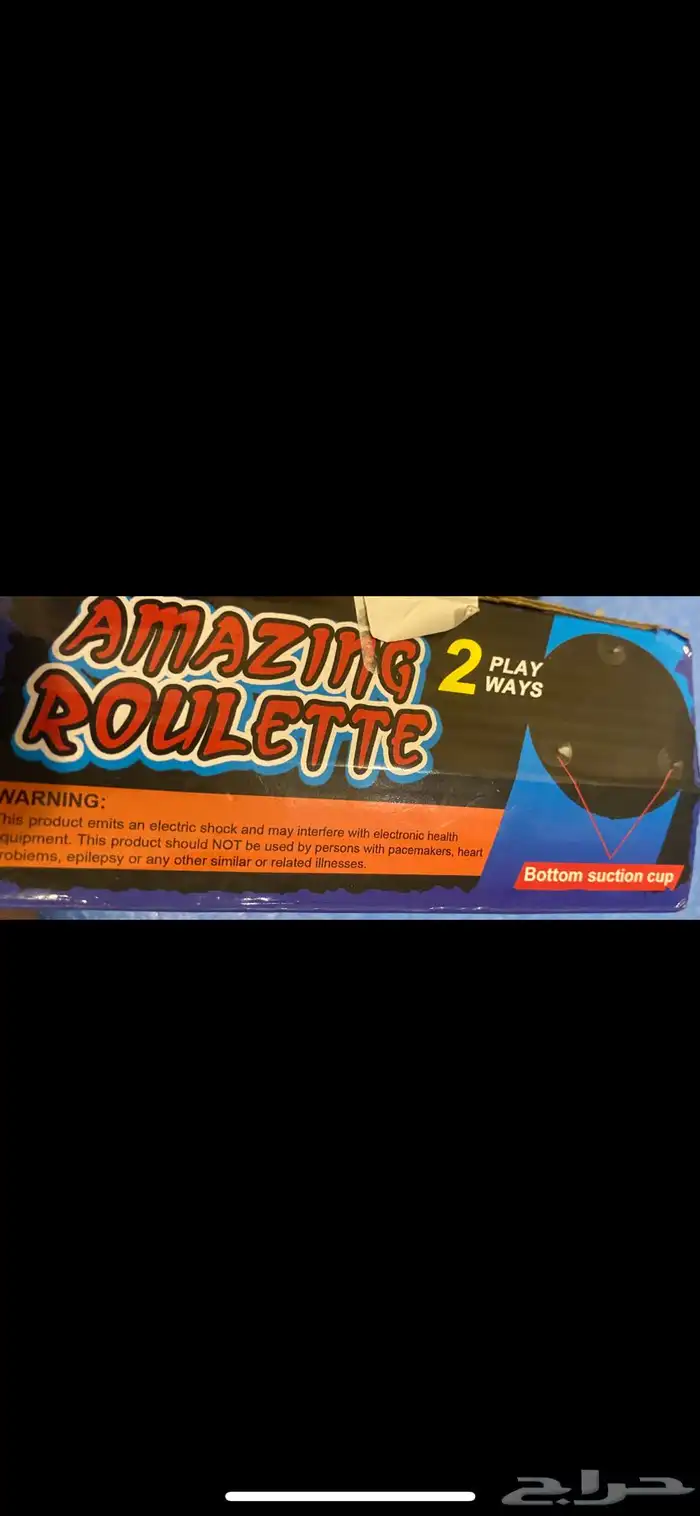 AMAZING
ROULETTE
2 PLAY
WAYS
WARNING:
This product emits an electric shock and may interfere with electronic health
equipment. This product should NOT be used by persons with pacemakers, heart
problems, epilepsy or any other similar or related illnesses.
Bottom suction cup
حراج